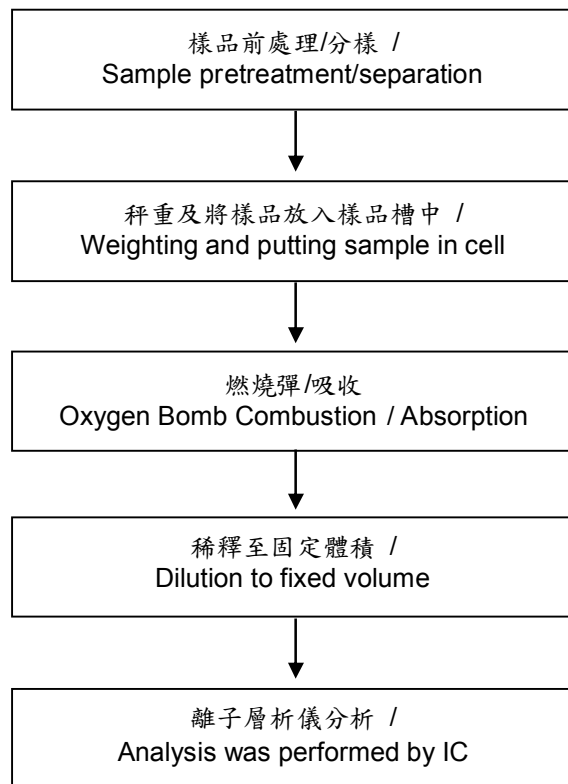 樣品前處理/分樣 /
Sample pretreatment/separation
秤重及將樣品放入樣品槽中 /
Weighting and putting sample in cell
燃燒彈/吸收
Oxygen Bomb Combustion / Absorption
稀釋至固定體積 /
Dilution to fixed volume
離子層析儀分析 /
Analysis was performed by IC